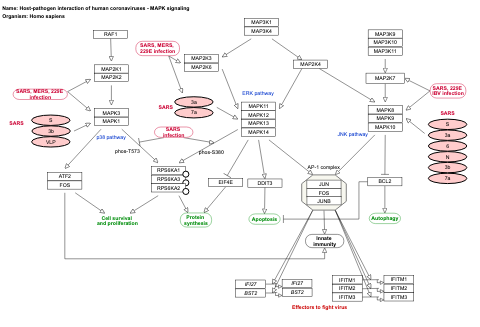 Name: Host-pathogen interaction of human coronaviruses - MAPK signaling
Organism: Homo sapiens
RAF1
MAP3K1
MAP3K4
MAP3K9
MAP3K10
MAP3K11
SARS, MERS,
229E infection
MAP2K3
MAP2K6
MAP2K4
MAP2K1
MAP2K2
MAP2K7
SARS, MERS, 229E
infection
ERK pathway
SARS, 229E
IBV infection
SARS
3a
7a
MAPK11
MAPK12
MAPK13
MAPK14
MAPK3
MAPK1
MAPK8
MAPK9
MAPK10
SARS
S
3b
VLP
SARS
S
3a
6
N
3b
7a
p38 pathway
SARS
infection
JNK pathway
phos-T573
phos-S380
AP-1 complex
ATF2
FOS
RPS6KA1
RPS6KA3
RPS6KA2
EIF4E
DDIT3
JUN
FOS
JUNB
BCL2
Cell survival
and proliferation
Protein
synthesis
Apoptosis
Autophagy
Innate
immunity
IFI27
BST2
IFI27
BST2
IFITM1
IFITM2
IFITM3
IFITM1
IFITM2
IFITM3
Effectors to fight virus